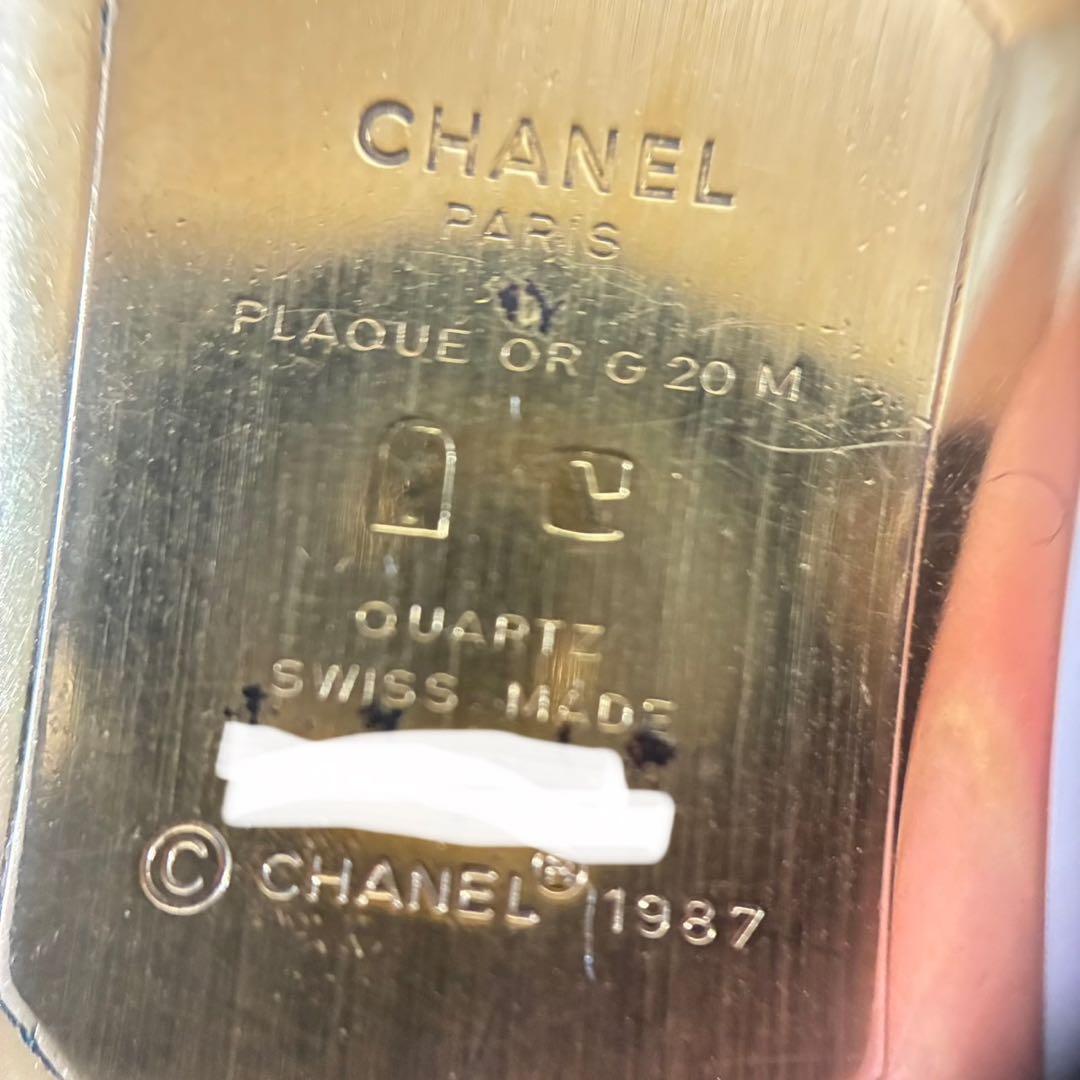 CHANEL
PARIS
PLAQUE OR G 20 M
QUARTZ
SWISS MADE
© CHANEL® 1987